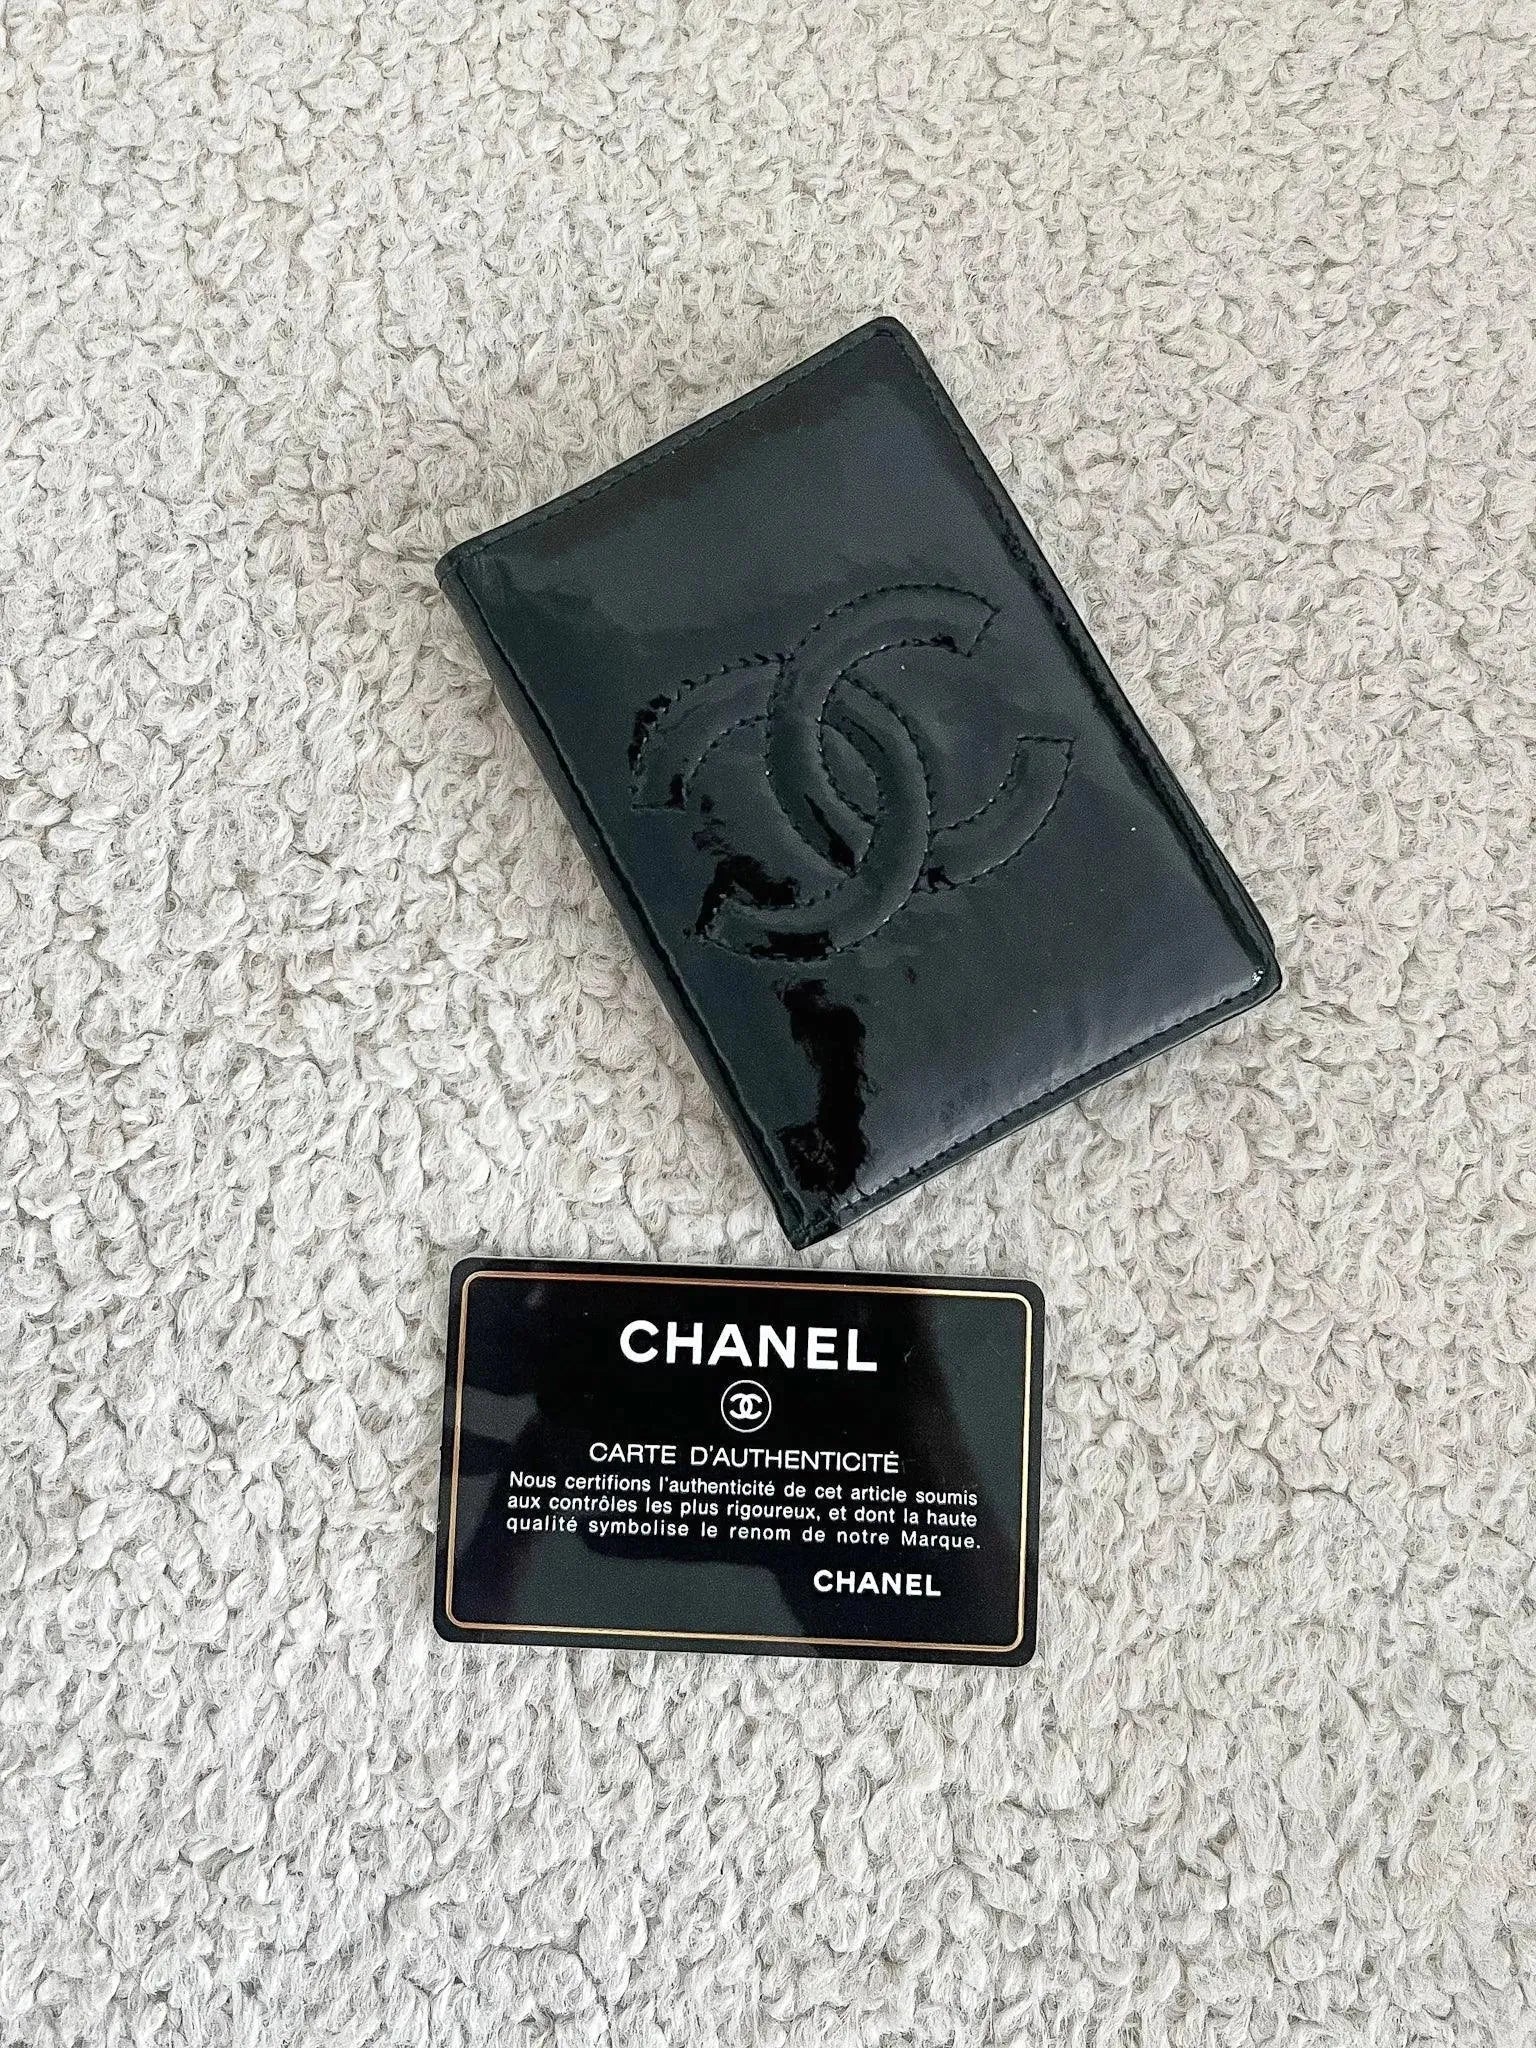 CHANEL
CARTE D'AUTHENTICITÉ
Nous certifions l'authenticité de cet article soumis
aux contrôles les plus rigoureux, et dont la haute
qualité symbolise le renom de notre Marque.
CHANEL